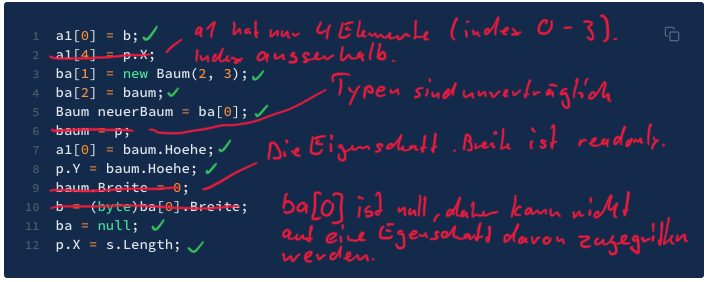 1 a1[0] = b;
a1 hat nur 4 Elemente (index 0-3).
2 a1[4] = p.X;
Index ausserhalb.
3 ba[1] = new Baum(2, 3);
4 ba[2] = baum;
Typen sind unverträglich
5 Baum neuerBaum = ba[0];
6 baum = p;
7 a1[0] = baum.Hoehe;
Die Eigenschaft .Breite ist readonly.
8 p.Y = baum.Hoehe;
9 baum.Breite = 0;
10 b = (byte)ba[0].Breite;
ba[0] ist null, daher kann nicht
11 ba = null;
auf eine Egenschaft davon zugegriffen
12 p.X = s.Length;
werden.